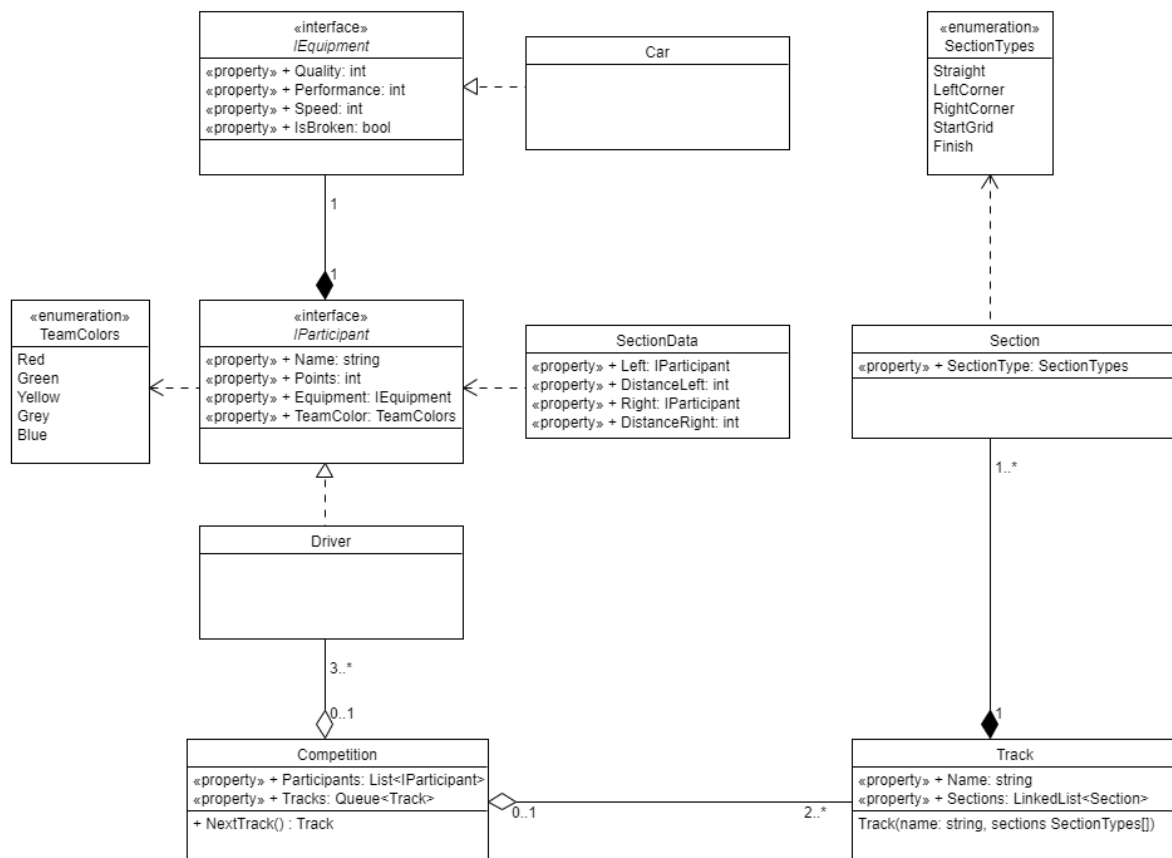 «interface»
IEquipment
«property» + Quality: int
«property» + Performance: int
«property» + Speed: int
«property» + IsBroken: bool
Car
«enumeration»
SectionTypes
Straight
LeftCorner
RightCorner
StartGrid
Finish
1
1
«enumeration»
TeamColors
Red
Green
Yellow
Grey
Blue
«interface»
IParticipant
«property» + Name: string
«property» + Points: int
«property» + Equipment: IEquipment
«property» + TeamColor: TeamColors
SectionData
«property» + Left: IParticipant
«property» + DistanceLeft: int
«property» + Right: IParticipant
«property» + DistanceRight: int
Section
«property» + SectionType: SectionTypes
1..*
Driver
3..*
0..1
1
Competition
«property» + Participants: List<IParticipant>
«property» + Tracks: Queue<Track>
+ NextTrack() : Track
0..1
2..*
Track
«property» + Name: string
«property» + Sections: LinkedList<Section>
Track(name: string, sections SectionTypes[])